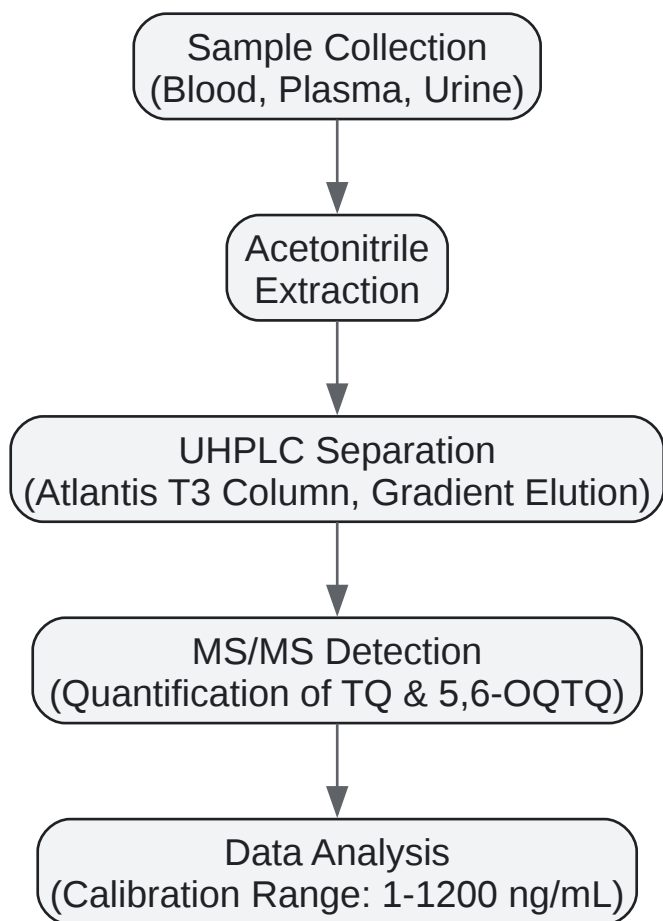 Sample Collection
(Blood, Plasma, Urine)
Acetonitrile
Extraction
UHPLC Separation
(Atlantis T3 Column, Gradient Elution)
MS/MS Detection
(Quantification of TQ & 5,6-OQTQ)
Data Analysis
(Calibration Range: 1-1200 ng/mL)